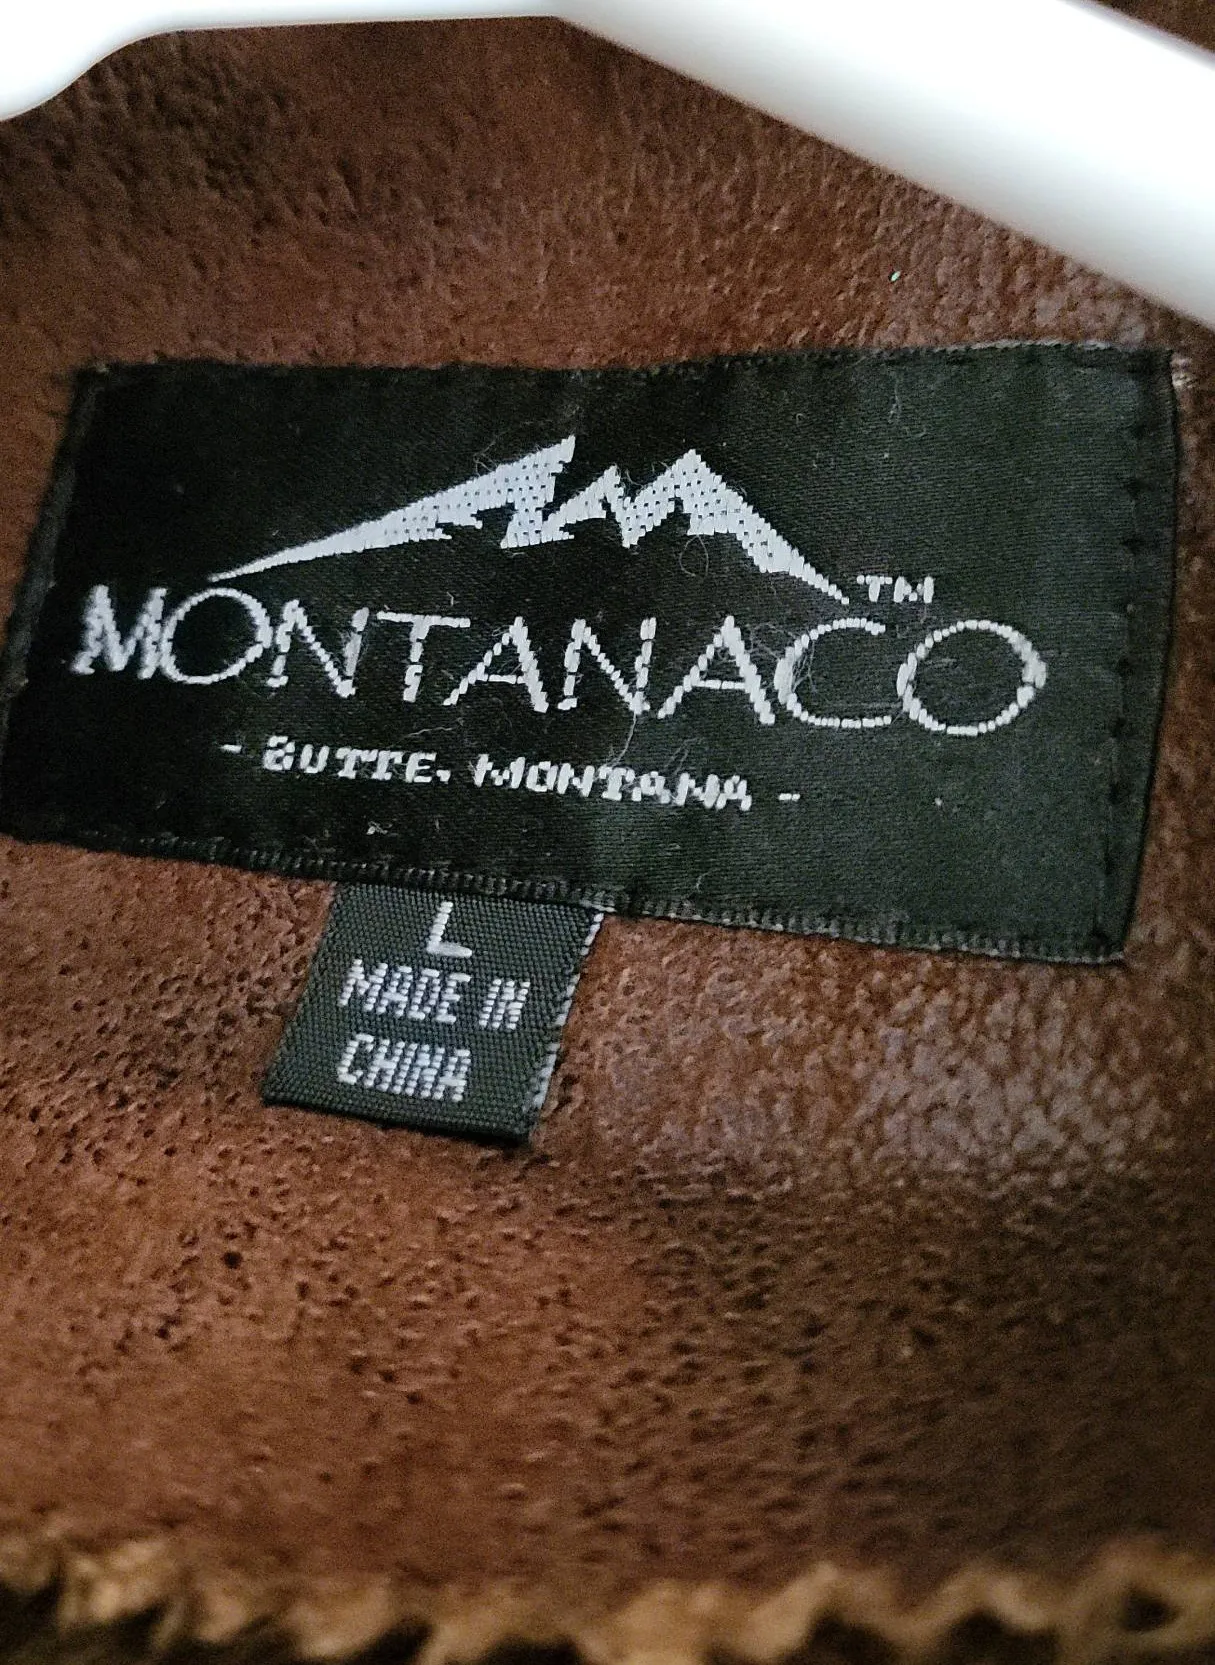 MONTANACO™
- BUTTE, MONTANA -
L
MADE IN
CHINA